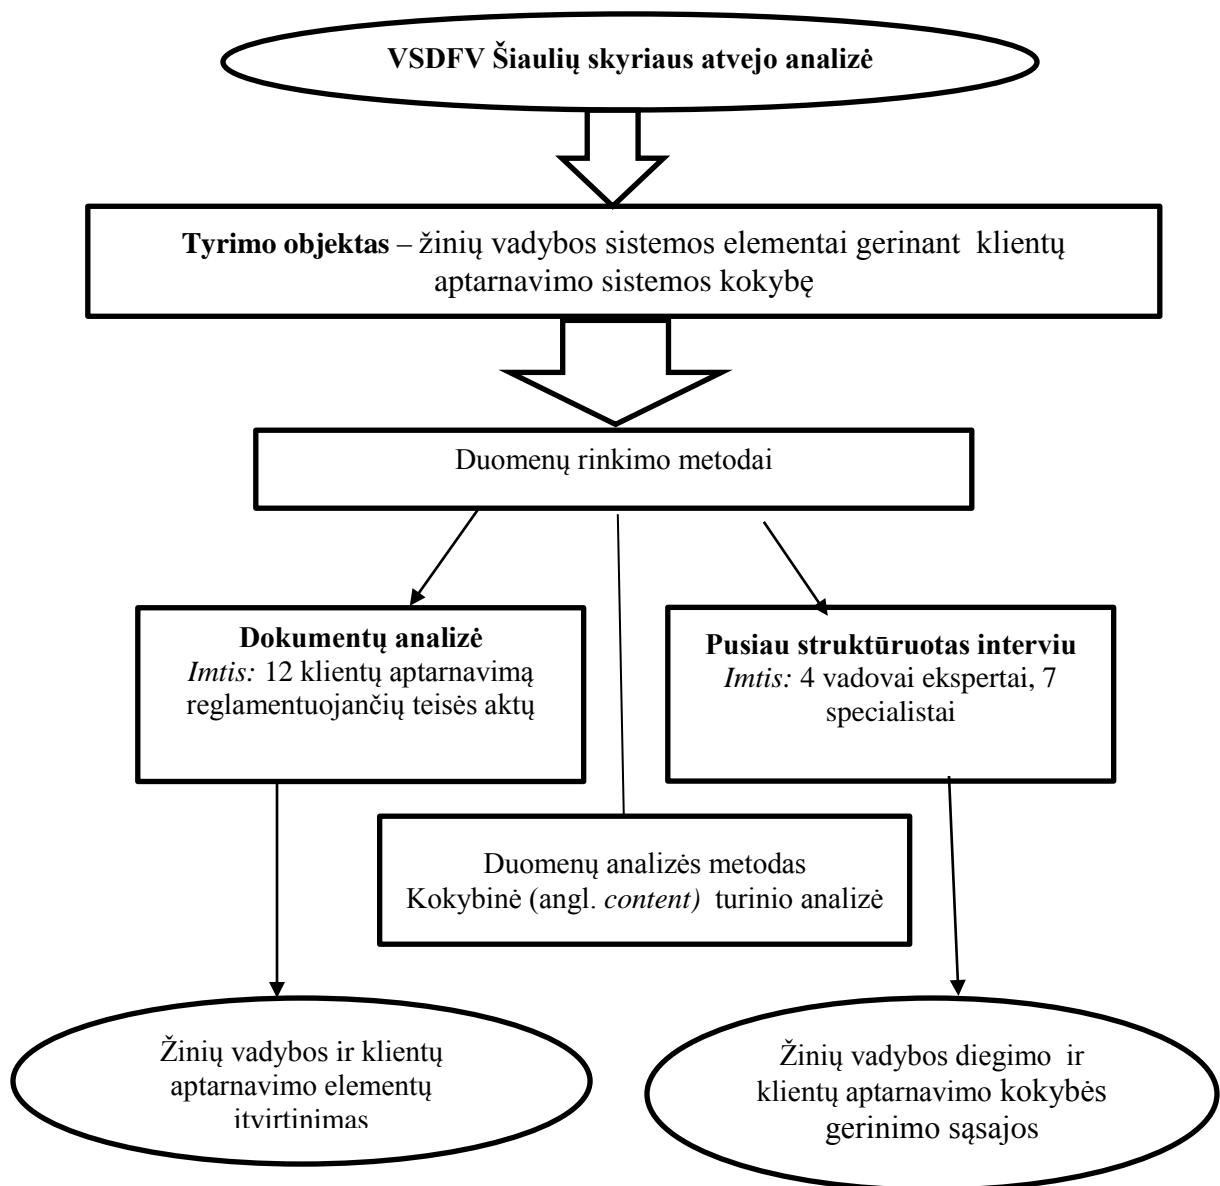 VSDFV Šiaulių skyriaus atvejo analizė
Tyrimo objektas – žinių vadybos sistemos elementai gerinant klientų
aptarnavimo sistemos kokybę
Duomenų rinkimo metodai
Dokumentų analizė
Imtis: 12 klientų aptarnavimą
reglamentuojančių teisės aktų
Pusiau struktūruotas interviu
Imtis: 4 vadovai ekspertai, 7
specialistai
Duomenų analizės metodas
Kokybinė (angl. content) turinio analizė
Žinių vadybos ir klientų
aptarnavimo elementų
įtvirtinimas
Žinių vadybos diegimo ir
klientų aptarnavimo kokybės
gerinimo sąsajos